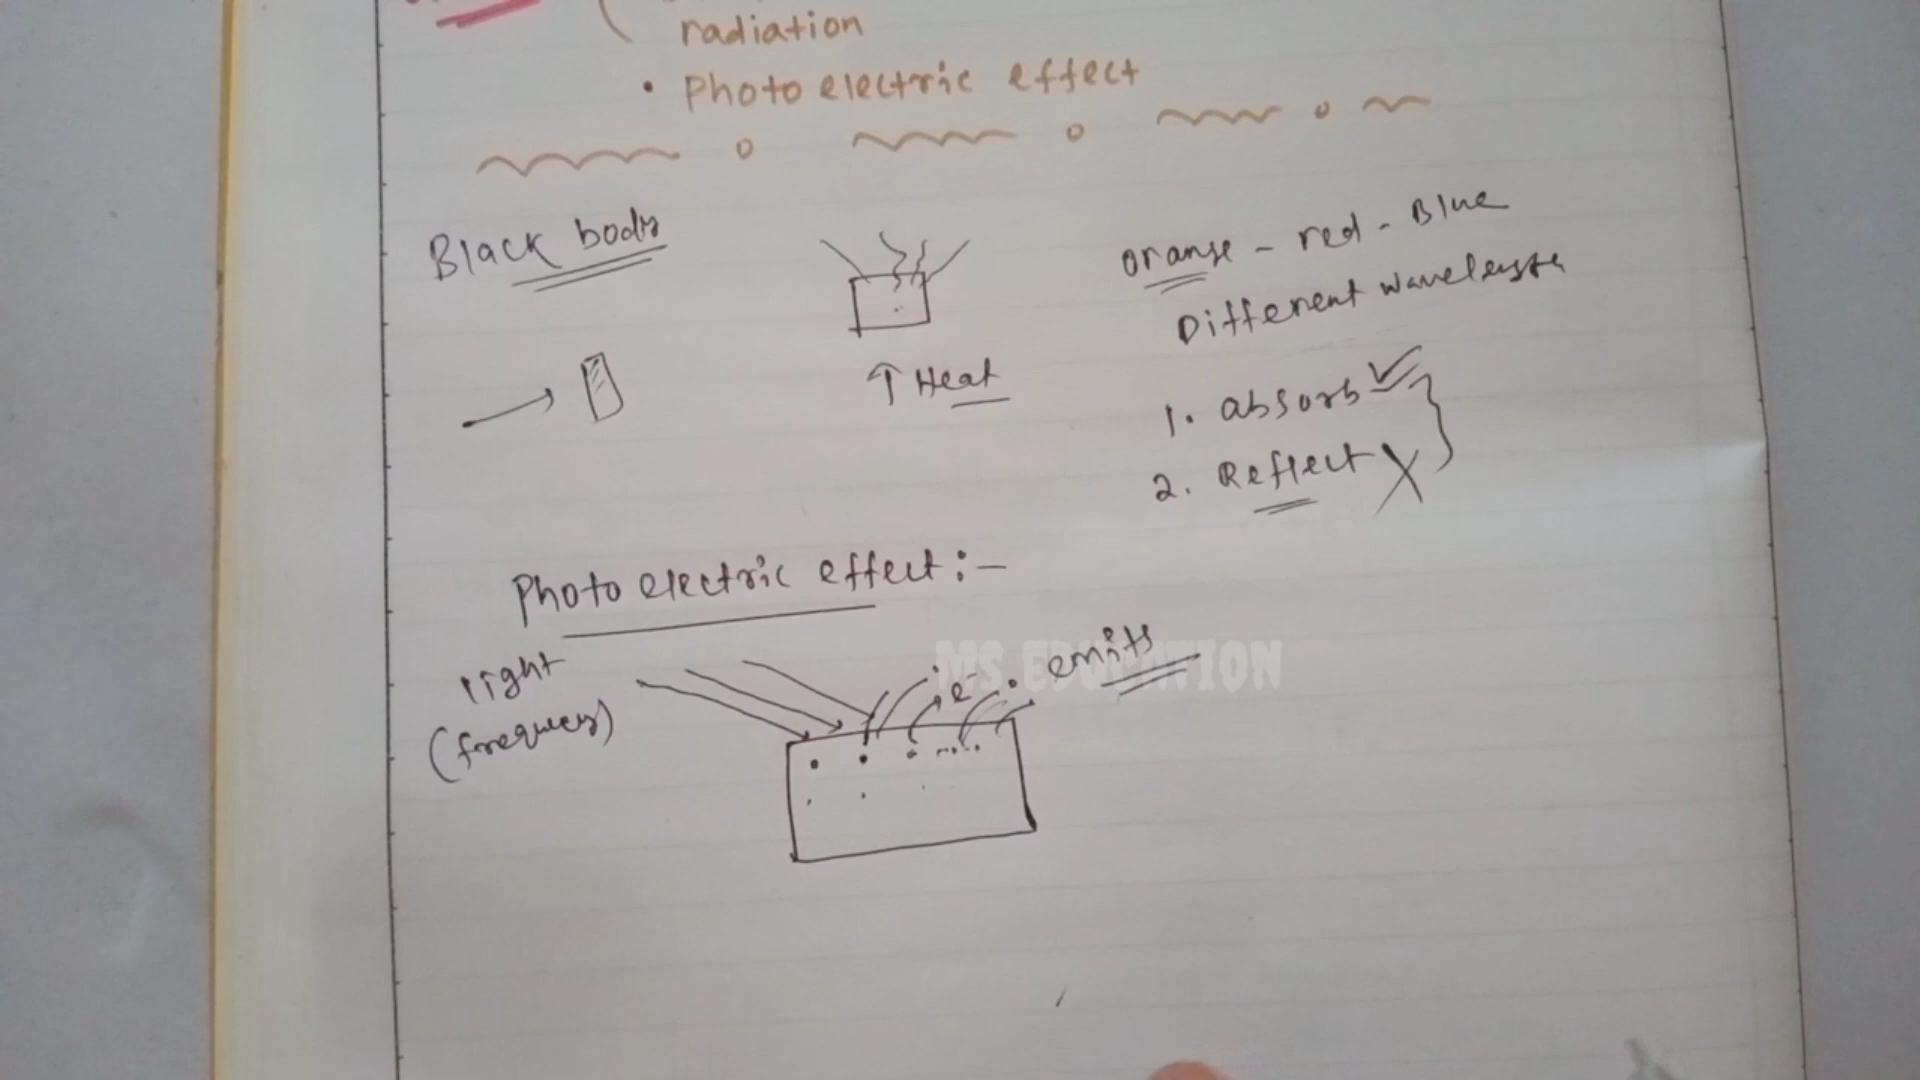 radiation
• Photo electric effect
Black body
↑ Heat
orange - red - Blue
Different wavelength
1. absorb ✓
2. Reflect X
Photo electric effect :-
light
(frequency)
e⁻
emits
MS EDUCATION